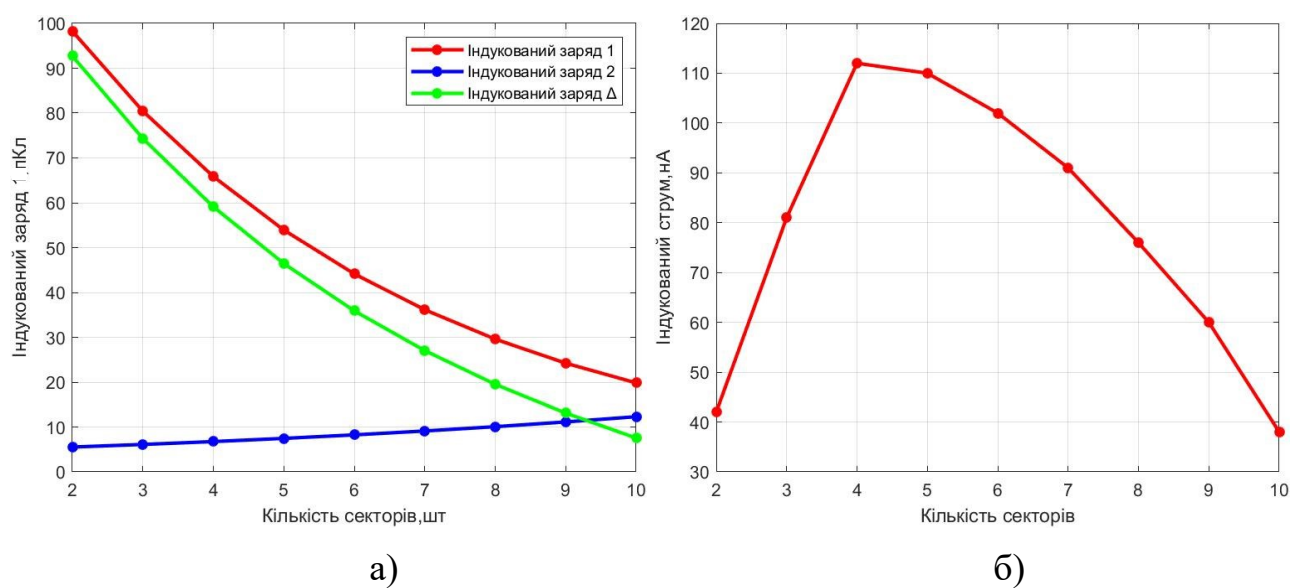 Індукований заряд 1,пКл
100
90
80
70
60
50
40
30
20
10
0
Індукований заряд 1
Індукований заряд 2
Індукований заряд Δ
2 3 4 5 6 7 8 9 10
Кількість секторів,шт
а)
Індукований струм,нА
120
110
100
90
80
70
60
50
40
30
2 3 4 5 6 7 8 9 10
Кількість секторів
б)